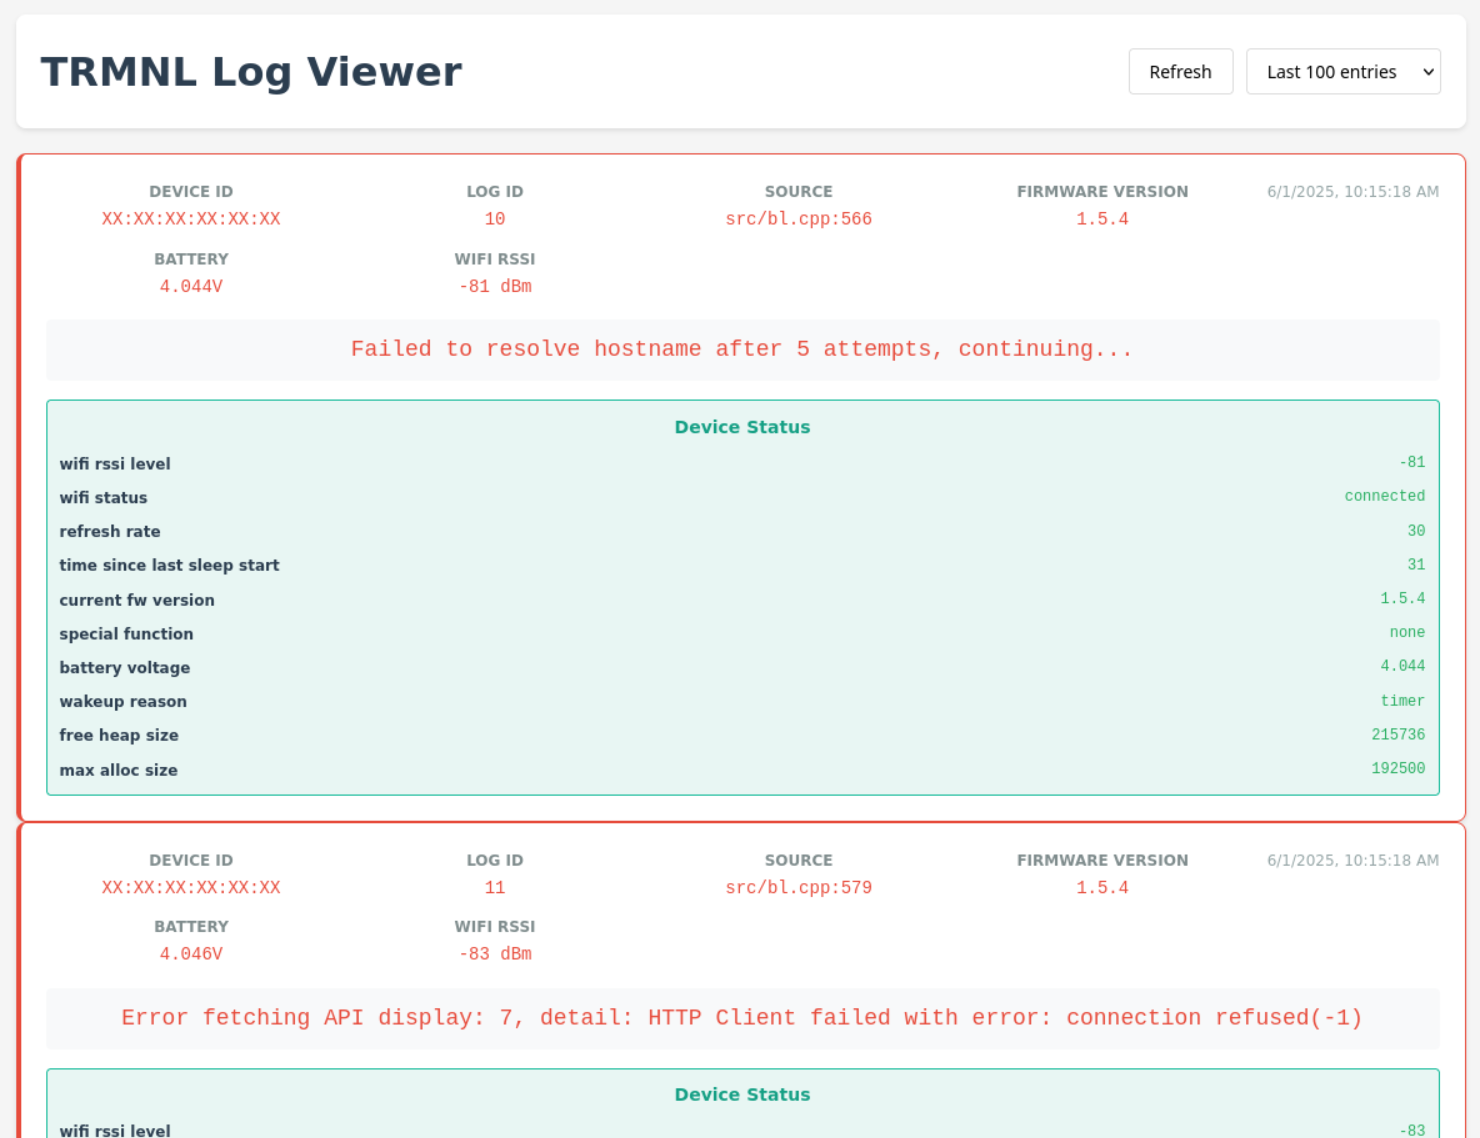 TRMNL Log Viewer
Refresh
Last 100 entries
DEVICE ID LOG ID SOURCE FIRMWARE VERSION 6/1/2025, 10:15:18 AM
XX:XX:XX:XX:XX:XX 10 src/bl.cpp:566 1.5.4
BATTERY WIFI RSSI
4.044V -81 dBm
Failed to resolve hostname after 5 attempts, continuing...
Device Status
wifi rssi level -81
wifi status connected
refresh rate 30
time since last sleep start 31
current fw version 1.5.4
special function none
battery voltage 4.044
wakeup reason timer
free heap size 215736
max alloc size 192500
DEVICE ID LOG ID SOURCE FIRMWARE VERSION 6/1/2025, 10:15:18 AM
XX:XX:XX:XX:XX:XX 11 src/bl.cpp:579 1.5.4
BATTERY WIFI RSSI
4.046V -83 dBm
Error fetching API display: 7, detail: HTTP Client failed with error: connection refused(-1)
Device Status
wifi rssi level -83